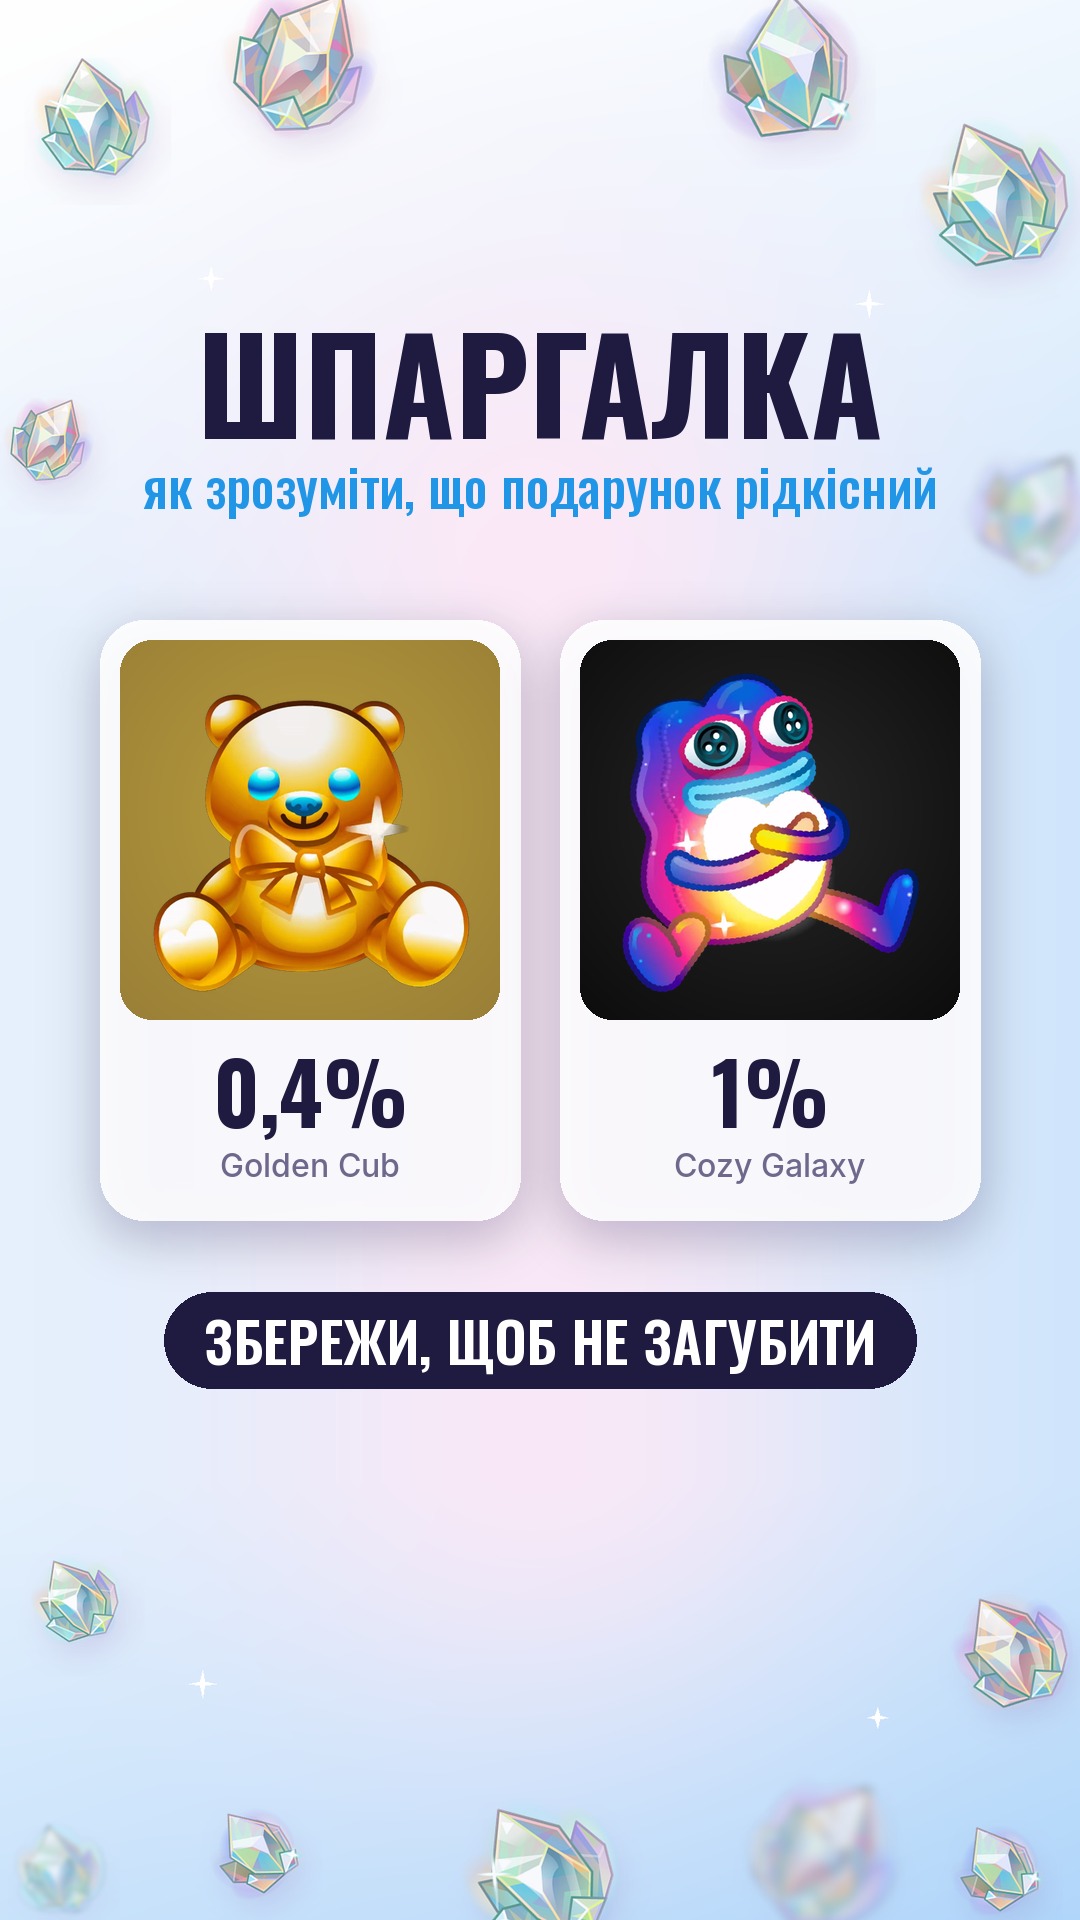 ШПАРГАЛКА
як зрозуміти, що подарунок рідкісний
0,4%
Golden Cub
1%
Cozy Galaxy
ЗБЕРЕЖИ, ЩОБ НЕ ЗАГУБИТИ